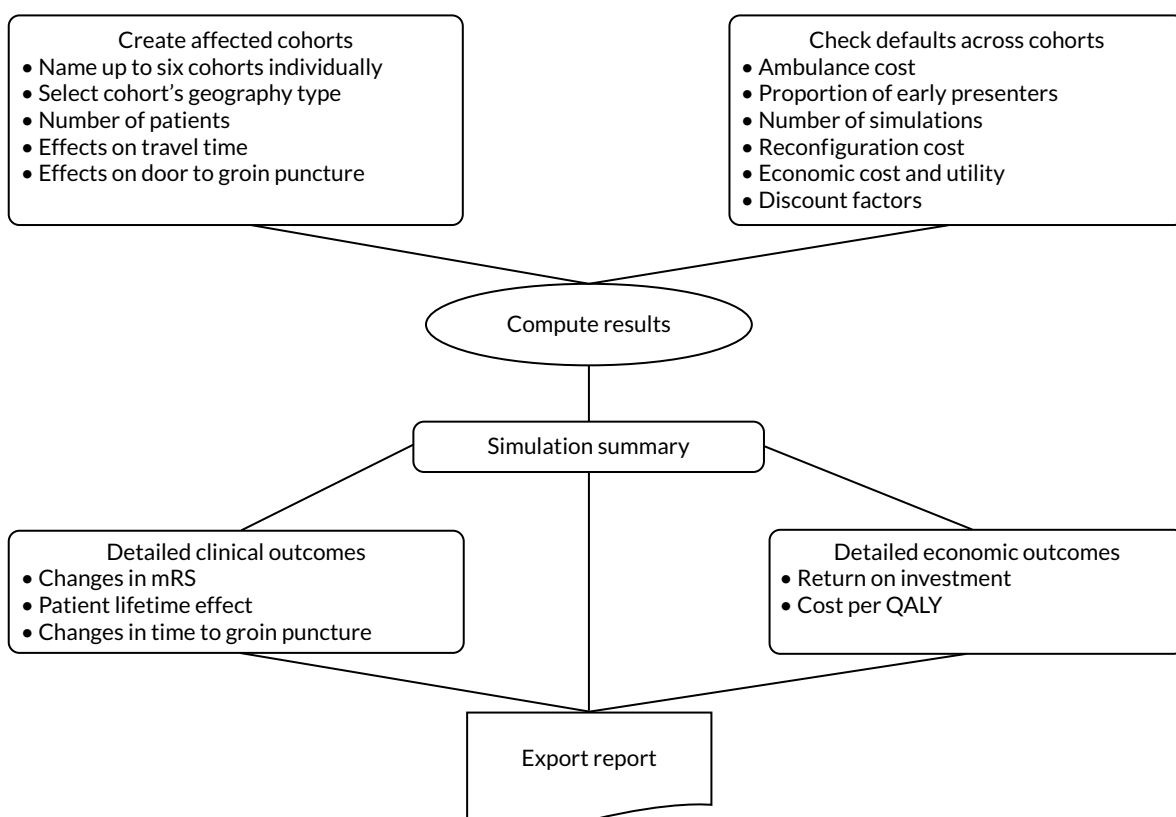 Create affected cohorts
• Name up to six cohorts individually
• Select cohort's geography type
• Number of patients
• Effects on travel time
• Effects on door to groin puncture
Check defaults across cohorts
• Ambulance cost
• Proportion of early presenters
• Number of simulations
• Reconfiguration cost
• Economic cost and utility
• Discount factors
Compute results
Simulation summary
Detailed clinical outcomes
• Changes in mRS
• Patient lifetime effect
• Changes in time to groin puncture
Detailed economic outcomes
• Return on investment
• Cost per QALY
Export report